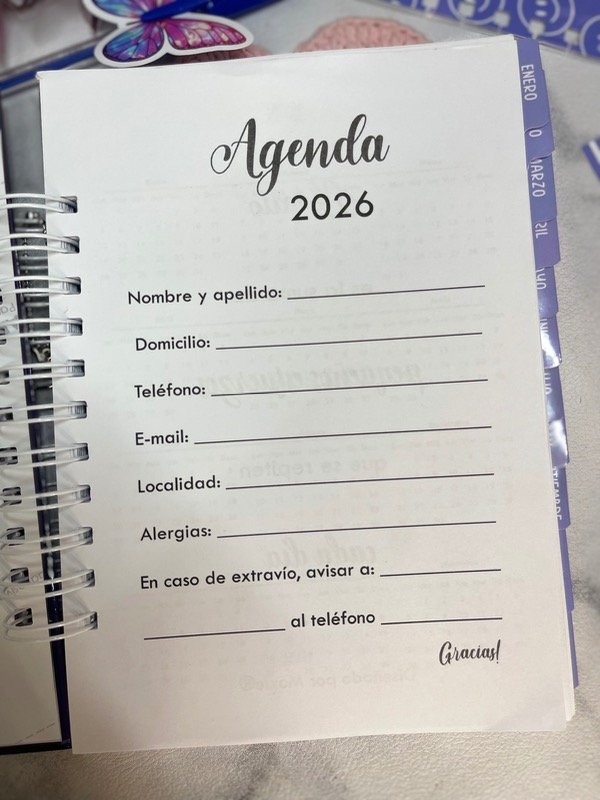 Agenda
2026
Nombre y apellido:
Domicilio:
Teléfono:
E-mail:
Localidad:
Alergias:
En caso de extravío, avisar a:
al teléfono
Gracias!
ENERO
O
MARZO
RIL